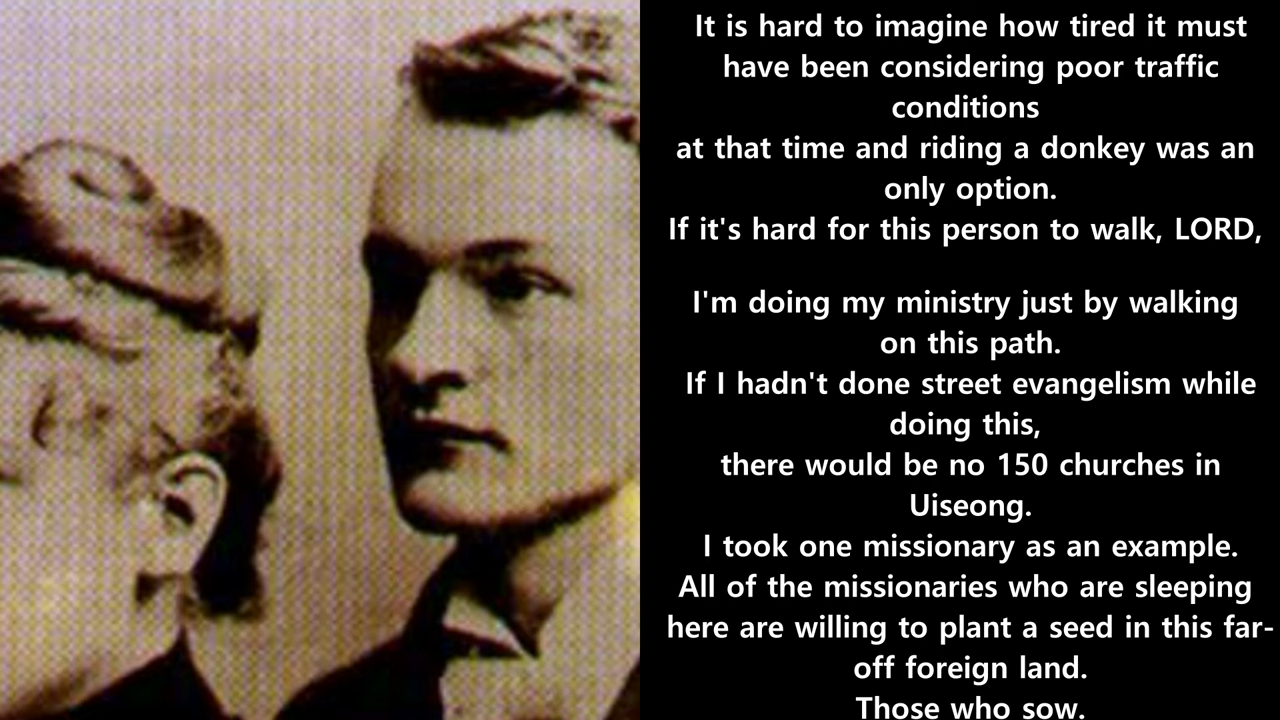 It is hard to imagine how tired it must
have been considering poor traffic
conditions
at that time and riding a donkey was an
only option.
If it's hard for this person to walk, LORD,
I'm doing my ministry just by walking
on this path.
If I hadn't done street evangelism while
doing this,
there would be no 150 churches in
Uiseong.
I took one missionary as an example.
All of the missionaries who are sleeping
here are willing to plant a seed in this far-
off foreign land.
Those who sow.